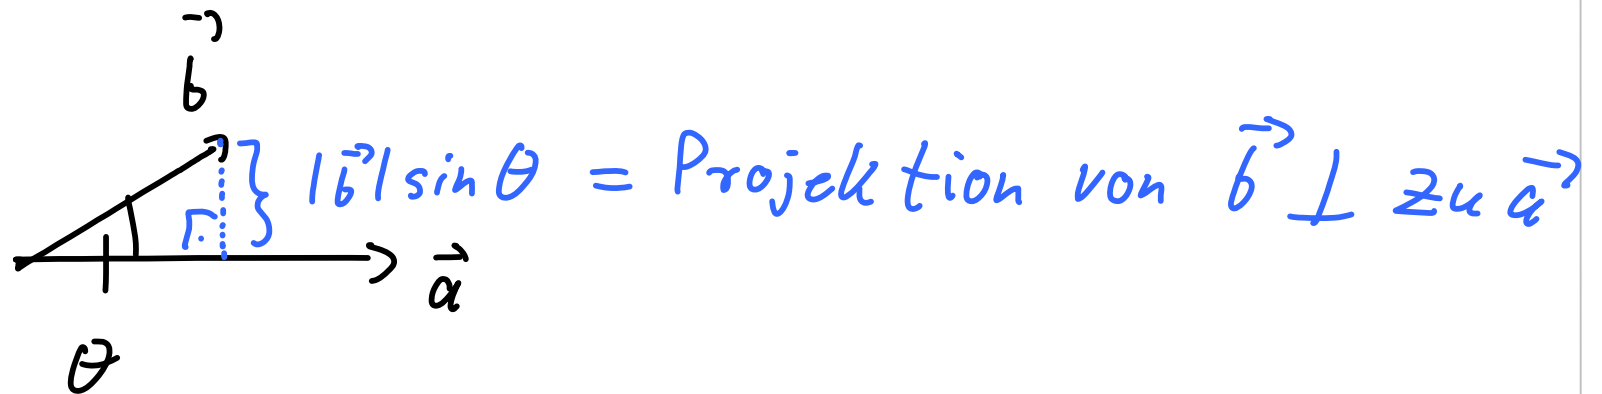 b⃗
|b⃗| sin θ = Projektion von b⃗ ⊥ zu a⃗
a⃗
θ